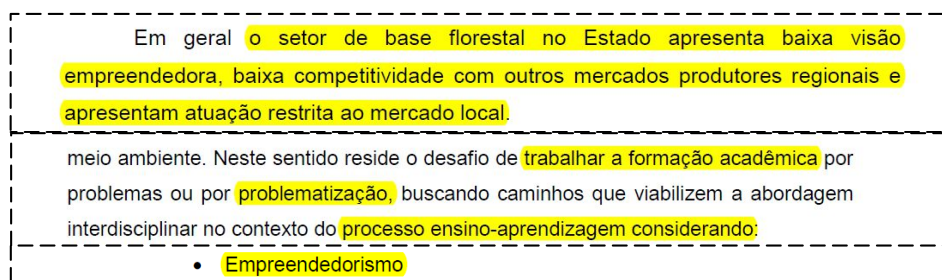 Em geral o setor de base florestal no Estado apresenta baixa visão
empreendedora, baixa competitividade com outros mercados produtores regionais e
apresentam atuação restrita ao mercado local.
meio ambiente. Neste sentido reside o desafio de trabalhar a formação acadêmica por
problemas ou por problematização, buscando caminhos que viabilizem a abordagem
interdisciplinar no contexto do processo ensino-aprendizagem considerando:
• Empreendedorismo